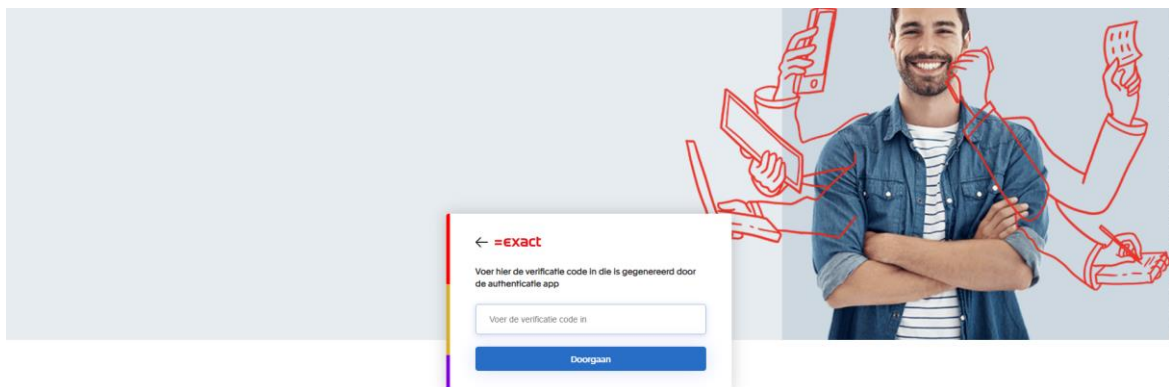 ← =exact
Voer hier de verificatie code in die is gegenereerd door
de authenticatie app
Voer de verificatie code in
Doorgaan